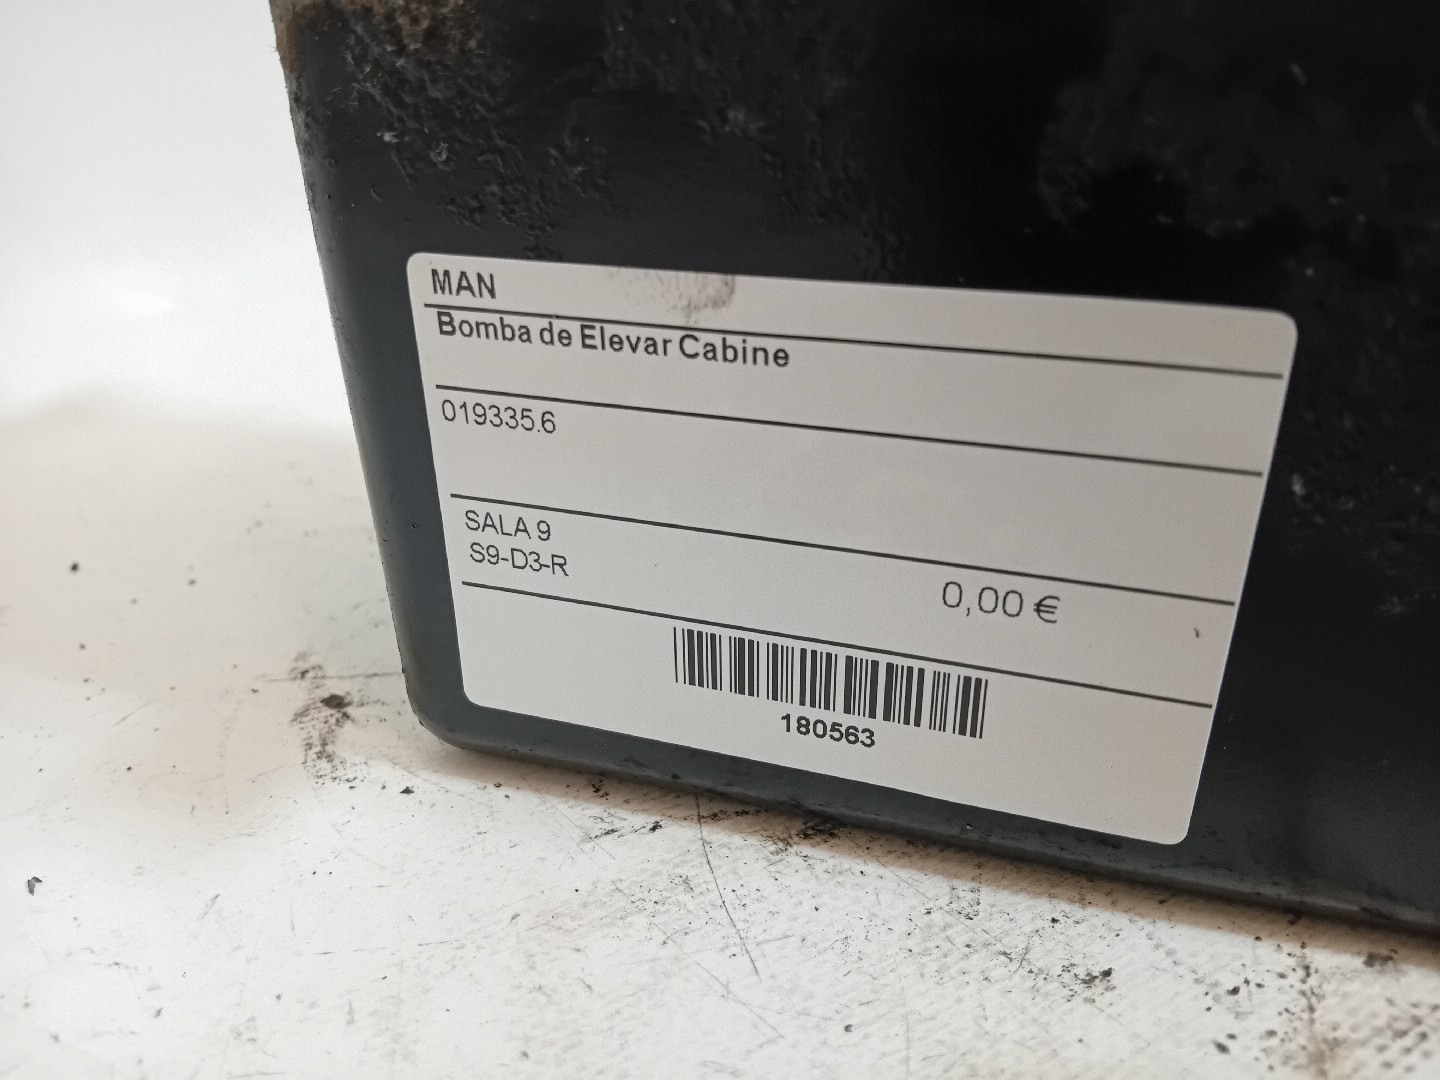 MAN
Bomba de Elevar Cabine
019335.6
SALA 9
S9-D3-R
0,00 €
180563